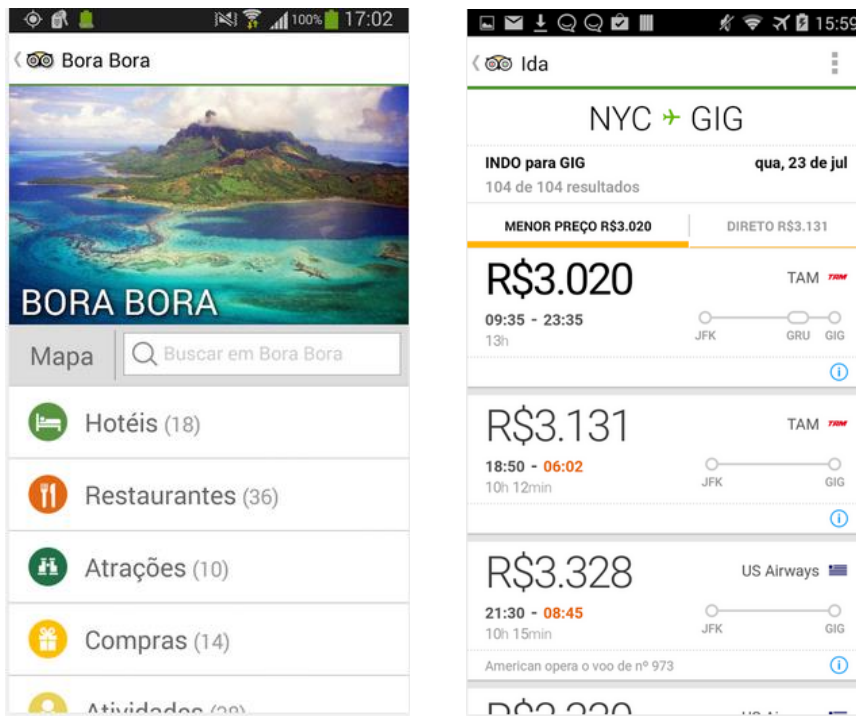 100% 17:02
Bora Bora
BORA BORA
Mapa
Buscar em Bora Bora
Hotéis (18)
Restaurantes (36)
Atrações (10)
Compras (14)
15:59
Ida
NYC GIG
INDO para GIG qua, 23 de jul
104 de 104 resultados
MENOR PREÇO R$3.020 DIRETO R$3.131
R$3.020 TAM TAM
09:35 - 23:35
13h JFK GRU GIG
R$3.131 TAM TAM
18:50 - 06:02
10h 12min JFK GIG
R$3.328 US Airways
21:30 - 08:45
10h 15min JFK GIG
American opera o voo de nº 973